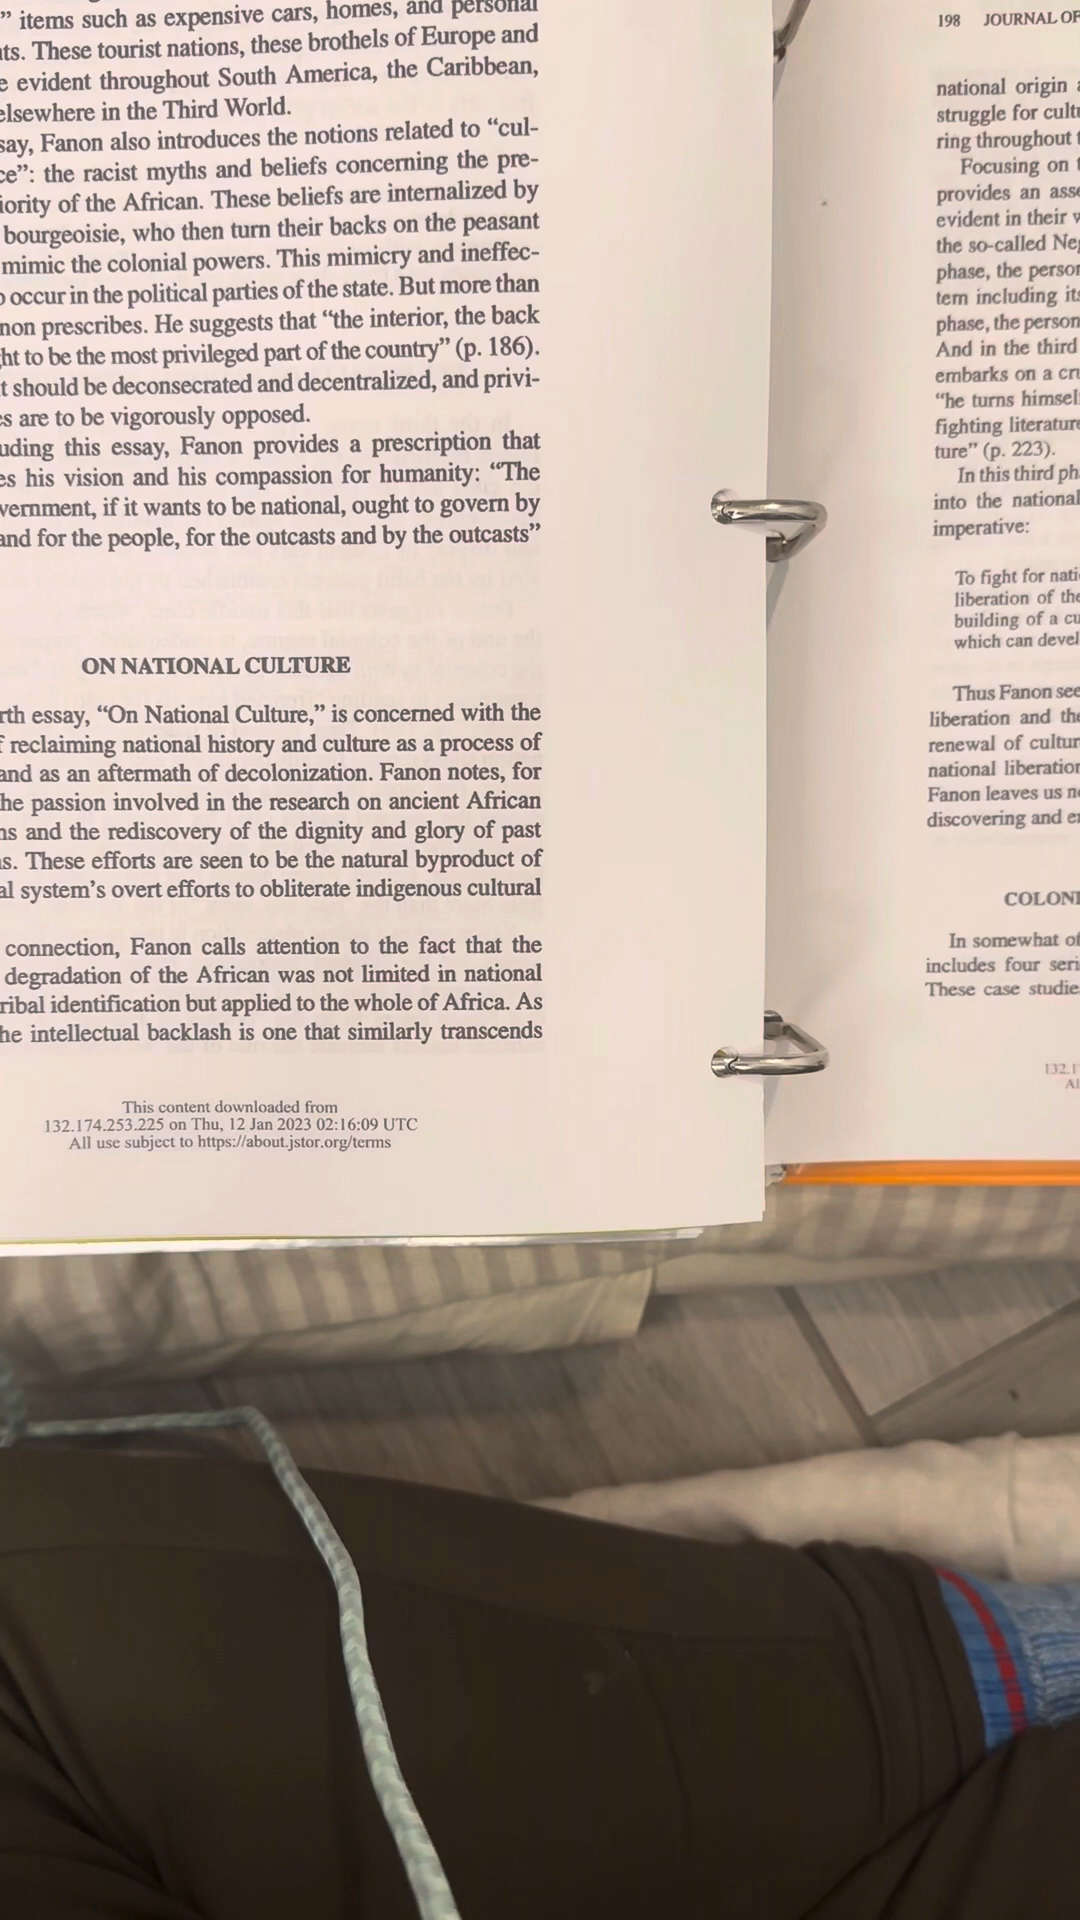 ” items such as expensive cars, homes, and personal
ts. These tourist nations, these brothels of Europe and
e evident throughout South America, the Caribbean,
elsewhere in the Third World.
say, Fanon also introduces the notions related to “cul-
ce”: the racist myths and beliefs concerning the pre-
iority of the African. These beliefs are internalized by
bourgeoisie, who then turn their backs on the peasant
mimic the colonial powers. This mimicry and ineffec-
o occur in the political parties of the state. But more than
non prescribes. He suggests that “the interior, the back
ht to be the most privileged part of the country” (p. 186).
t should be deconsecrated and decentralized, and privi-
es are to be vigorously opposed.
uding this essay, Fanon provides a prescription that
es his vision and his compassion for humanity: “The
vernment, if it wants to be national, ought to govern by
and for the people, for the outcasts and by the outcasts”
ON NATIONAL CULTURE
rth essay, “On National Culture,” is concerned with the
f reclaiming national history and culture as a process of
and as an aftermath of decolonization. Fanon notes, for
he passion involved in the research on ancient African
ns and the rediscovery of the dignity and glory of past
s. These efforts are seen to be the natural byproduct of
al system’s overt efforts to obliterate indigenous cultural
connection, Fanon calls attention to the fact that the
degradation of the African was not limited in national
ribal identification but applied to the whole of Africa. As
he intellectual backlash is one that similarly transcends
This content downloaded from
132.174.253.225 on Thu, 12 Jan 2023 02:16:09 UTC
All use subject to https://about.jstor.org/terms
198 JOURNAL OF
national origin a
struggle for cultu
ring throughout t
Focusing on t
provides an asse
evident in their w
the so-called Neg
phase, the person
tem including its
phase, the person
And in the third
embarks on a cru
“he turns himsel
fighting literature
ture” (p. 223).
In this third ph
into the national
imperative:
To fight for nati
liberation of the
building of a cu
which can devel
Thus Fanon see
liberation and the
renewal of cultur
national liberation
Fanon leaves us n
discovering and e
COLONI
In somewhat of
includes four seri
These case studie
132.1
Al